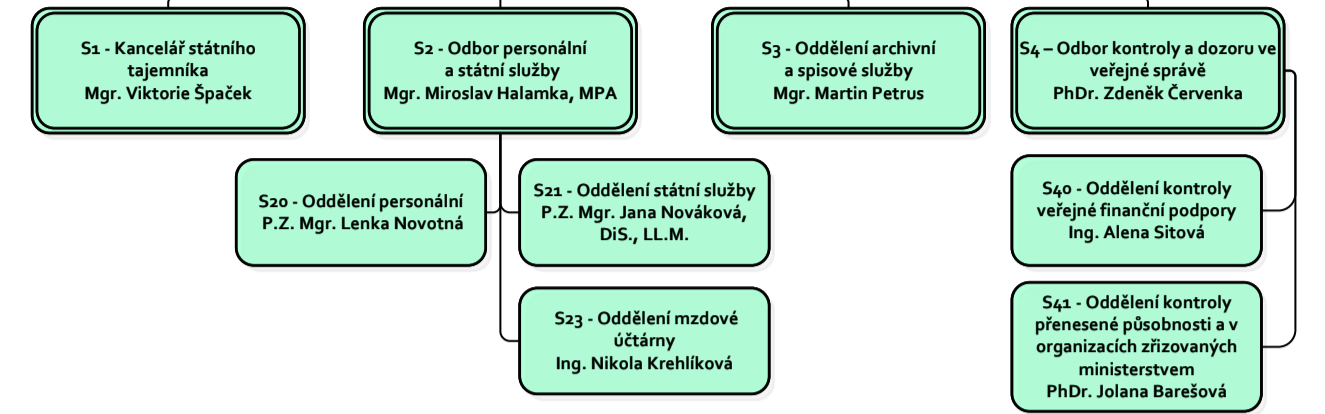 S1 - Kancelář státního
tajemníka
Mgr. Viktorie Špaček
S2 - Odbor personální
a státní služby
Mgr. Miroslav Halamka, MPA
S3 - Oddělení archivní
a spisové služby
Mgr. Martin Petrus
S4 – Odbor kontroly a dozoru ve
veřejné správě
PhDr. Zdeněk Červenka
S20 - Oddělení personální
P.Z. Mgr. Lenka Novotná
S21 - Oddělení státní služby
P.Z. Mgr. Jana Nováková,
DiS., LL.M.
S40 - Oddělení kontroly
veřejné finanční podpory
Ing. Alena Sitová
S23 - Oddělení mzdové
účtárny
Ing. Nikola Krehlíková
S41 - Oddělení kontroly
přenesené působnosti a v
organizacích zřizovaných
ministerstvem
PhDr. Jolana Barešová